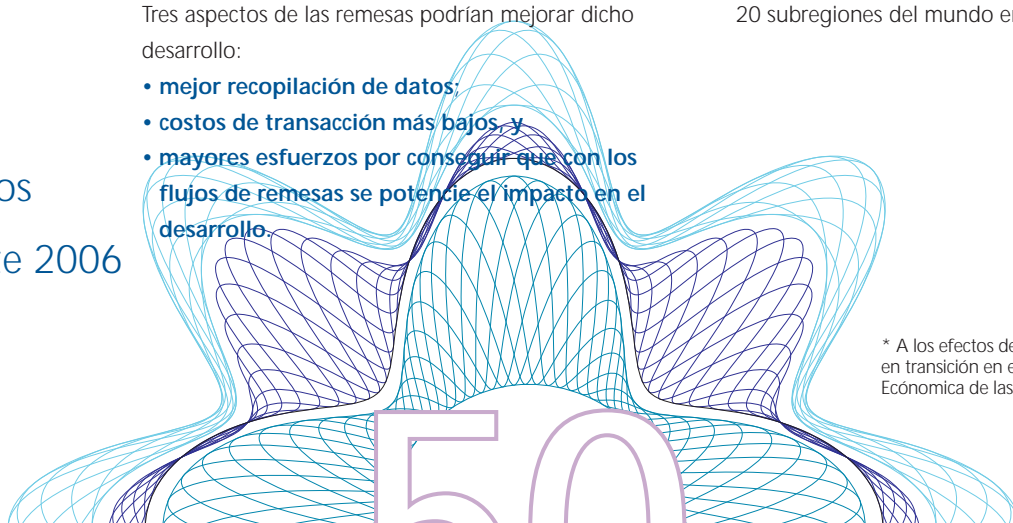 os
e 2006
Tres aspectos de las remesas podrían mejorar dicho
desarrollo:
• mejor recopilación de datos;
• costos de transacción más bajos, y
• mayores esfuerzos por conseguir que con los
flujos de remesas se potencie el impacto en el
desarrollo.
20 subregiones del mundo e
* A los efectos de
en transición en e
Ecónomica de las
50